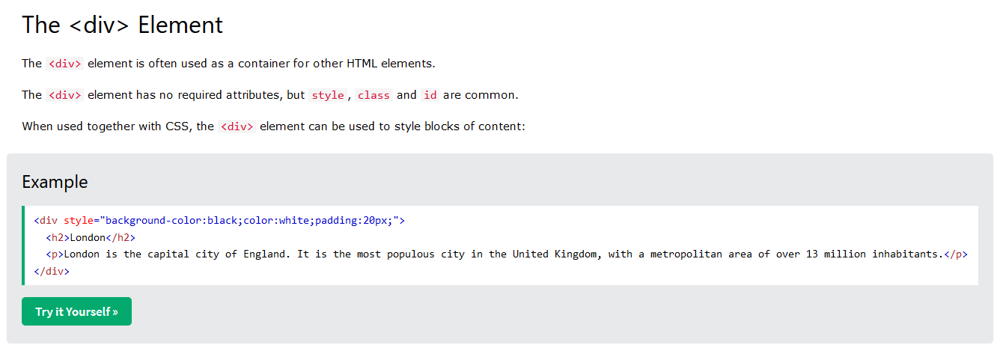 The <div> Element
The <div> element is often used as a container for other HTML elements.
The <div> element has no required attributes, but style, class and id are common.
When used together with CSS, the <div> element can be used to style blocks of content:
Example
<div style="background-color:black;color:white;padding:20px;">
  <h2>London</h2>
  <p>London is the capital city of England. It is the most populous city in the United Kingdom, with a metropolitan area of over 13 million inhabitants.</p>
</div>
Try it Yourself »